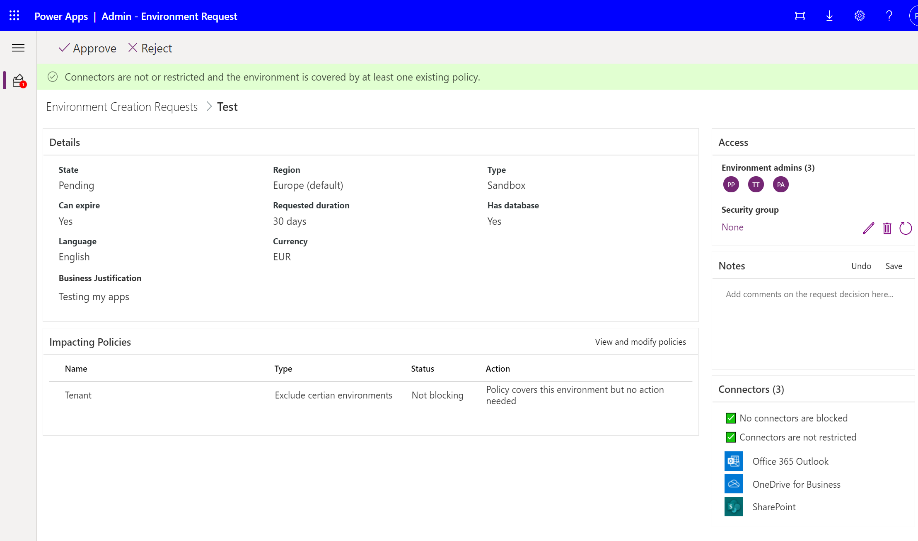 Power Apps | Admin - Environment Request
?
Approve Reject
Connectors are not or restricted and the environment is covered by at least one existing policy.
1
Environment Creation Requests > Test
Details
State Region Type
Pending Europe (default) Sandbox
Can expire Requested duration Has database
Yes 30 days Yes
Language Currency
English EUR
Business Justification
Testing my apps
Impacting Policies View and modify policies
Name Type Status Action
Tenant Exclude certian environments Not blocking Policy covers this environment but no action
needed
Access
Environment admins (3)
PP TT PA
Security group
None
Notes Undo Save
Add comments on the request decision here...
Connectors (3)
No connectors are blocked
Connectors are not restricted
Office 365 Outlook
OneDrive for Business
SharePoint